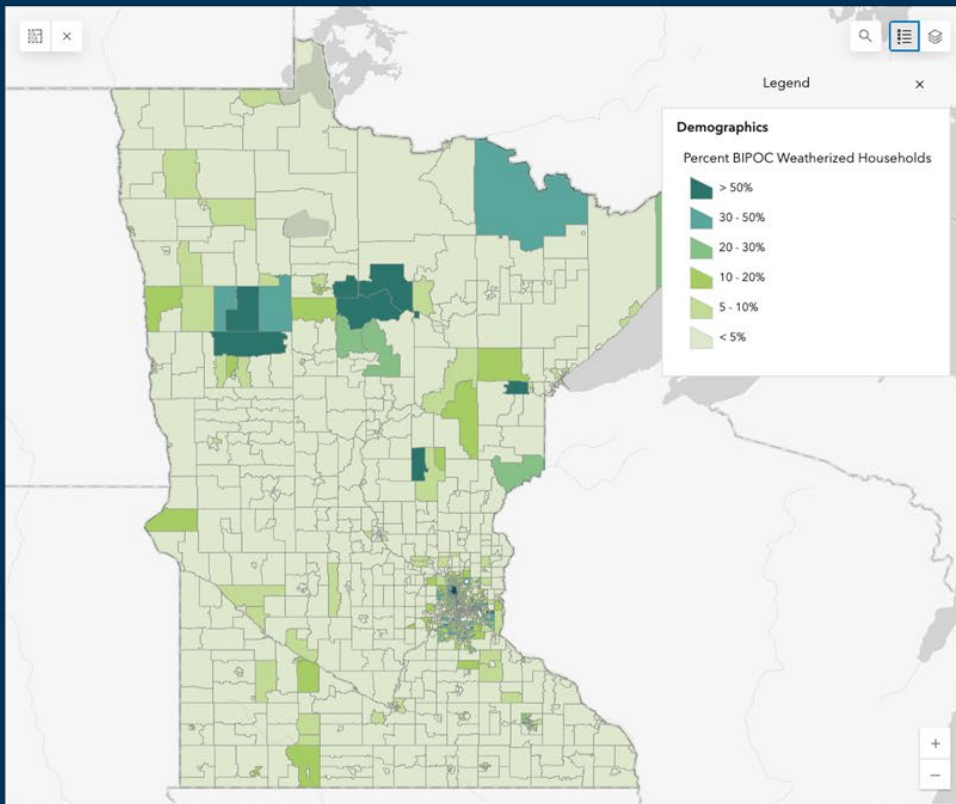 Legend
Demographics
Percent BIPOC Weatherized Households
> 50%
30 - 50%
20 - 30%
10 - 20%
5 - 10%
< 5%
+
−